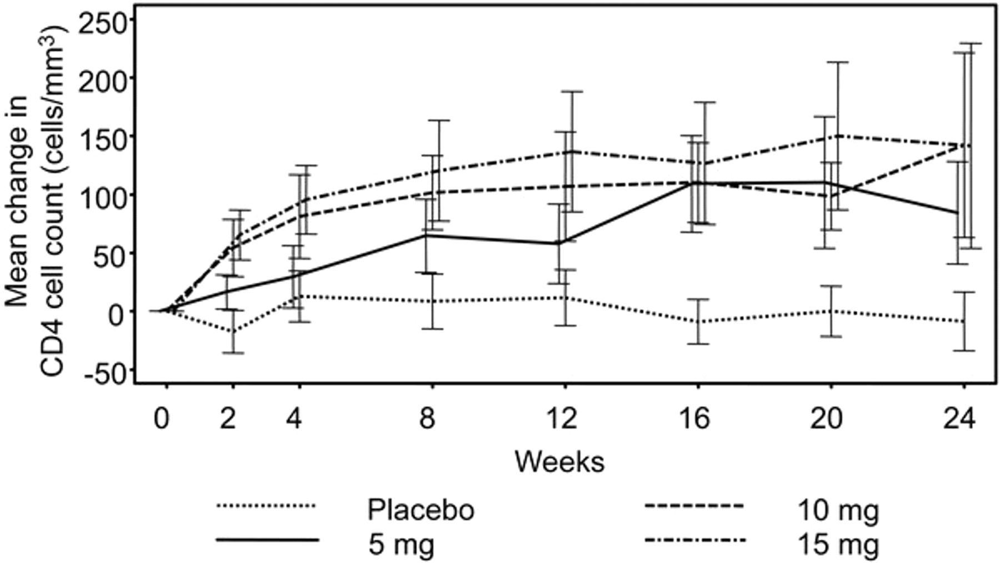 Mean change in
CD4 cell count (cells/mm³)
250
200
150
100
50
0
-50
0 2 4 8 12 16 20 24
Weeks
Placebo 10 mg
5 mg 15 mg